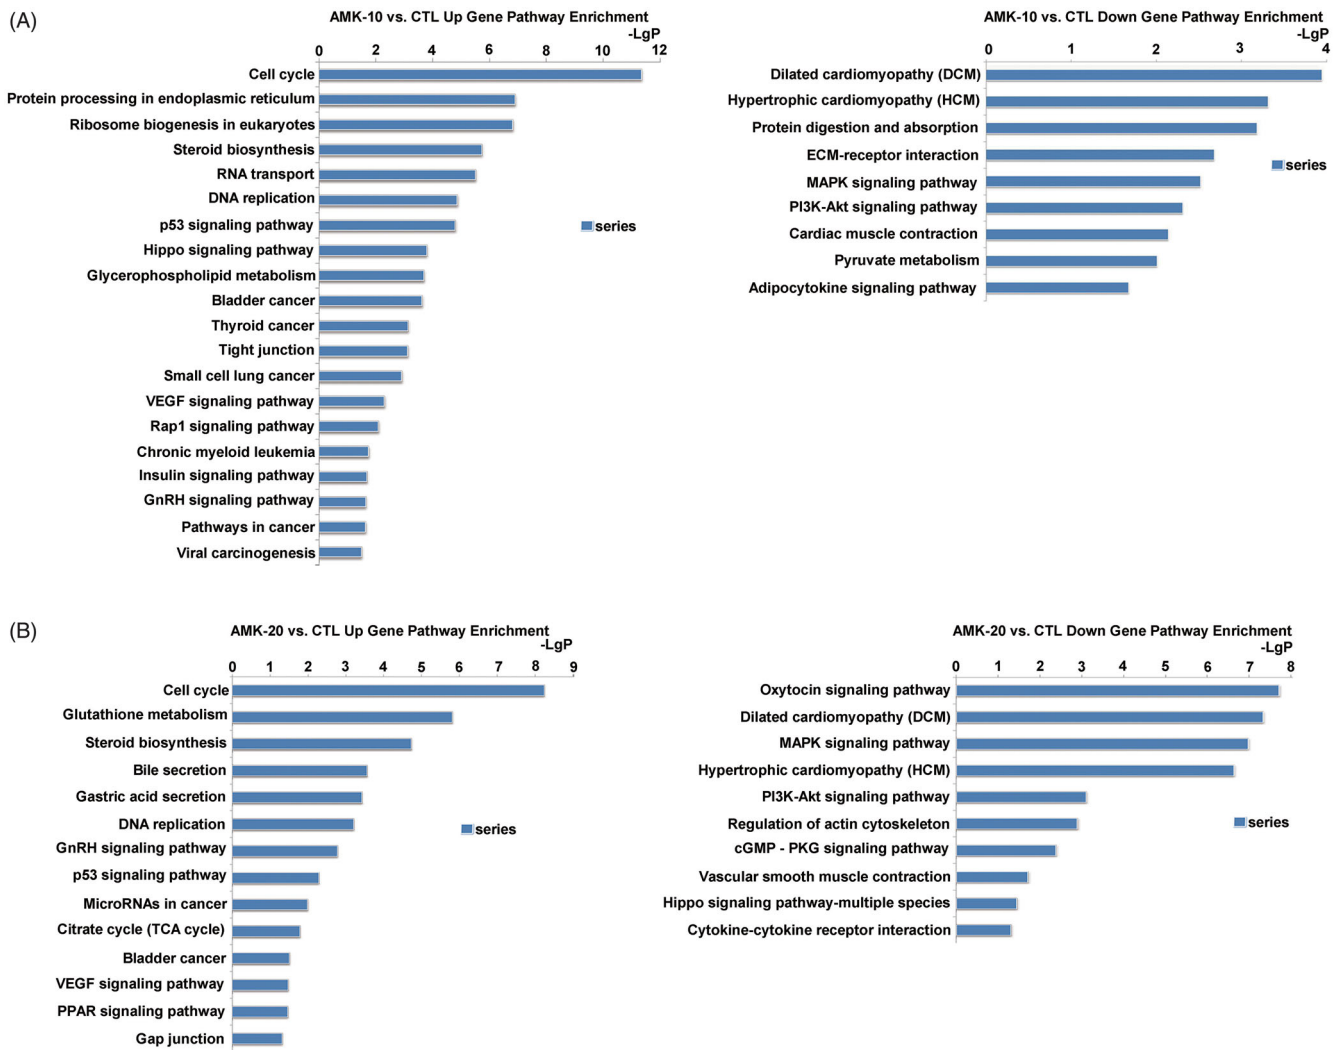 (A)
AMK-10 vs. CTL Up Gene Pathway Enrichment
-LgP
0 2 4 6 8 10 12
Cell cycle
Protein processing in endoplasmic reticulum
Ribosome biogenesis in eukaryotes
Steroid biosynthesis
RNA transport
DNA replication
p53 signaling pathway
series
Hippo signaling pathway
Glycerophospholipid metabolism
Bladder cancer
Thyroid cancer
Tight junction
Small cell lung cancer
VEGF signaling pathway
Rap1 signaling pathway
Chronic myeloid leukemia
Insulin signaling pathway
GnRH signaling pathway
Pathways in cancer
Viral carcinogenesis
AMK-10 vs. CTL Down Gene Pathway Enrichment
-LgP
0 1 2 3 4
Dilated cardiomyopathy (DCM)
Hypertrophic cardiomyopathy (HCM)
Protein digestion and absorption
ECM-receptor interaction
series
MAPK signaling pathway
PI3K-Akt signaling pathway
Cardiac muscle contraction
Pyruvate metabolism
Adipocytokine signaling pathway
(B)
AMK-20 vs. CTL Up Gene Pathway Enrichment
-LgP
0 1 2 3 4 5 6 7 8 9
Cell cycle
Glutathione metabolism
Steroid biosynthesis
Bile secretion
Gastric acid secretion
DNA replication
series
GnRH signaling pathway
p53 signaling pathway
MicroRNAs in cancer
Citrate cycle (TCA cycle)
Bladder cancer
VEGF signaling pathway
PPAR signaling pathway
Gap junction
AMK-20 vs. CTL Down Gene Pathway Enrichment
-LgP
0 1 2 3 4 5 6 7 8
Oxytocin signaling pathway
Dilated cardiomyopathy (DCM)
MAPK signaling pathway
Hypertrophic cardiomyopathy (HCM)
PI3K-Akt signaling pathway
Regulation of actin cytoskeleton
series
cGMP - PKG signaling pathway
Vascular smooth muscle contraction
Hippo signaling pathway-multiple species
Cytokine-cytokine receptor interaction